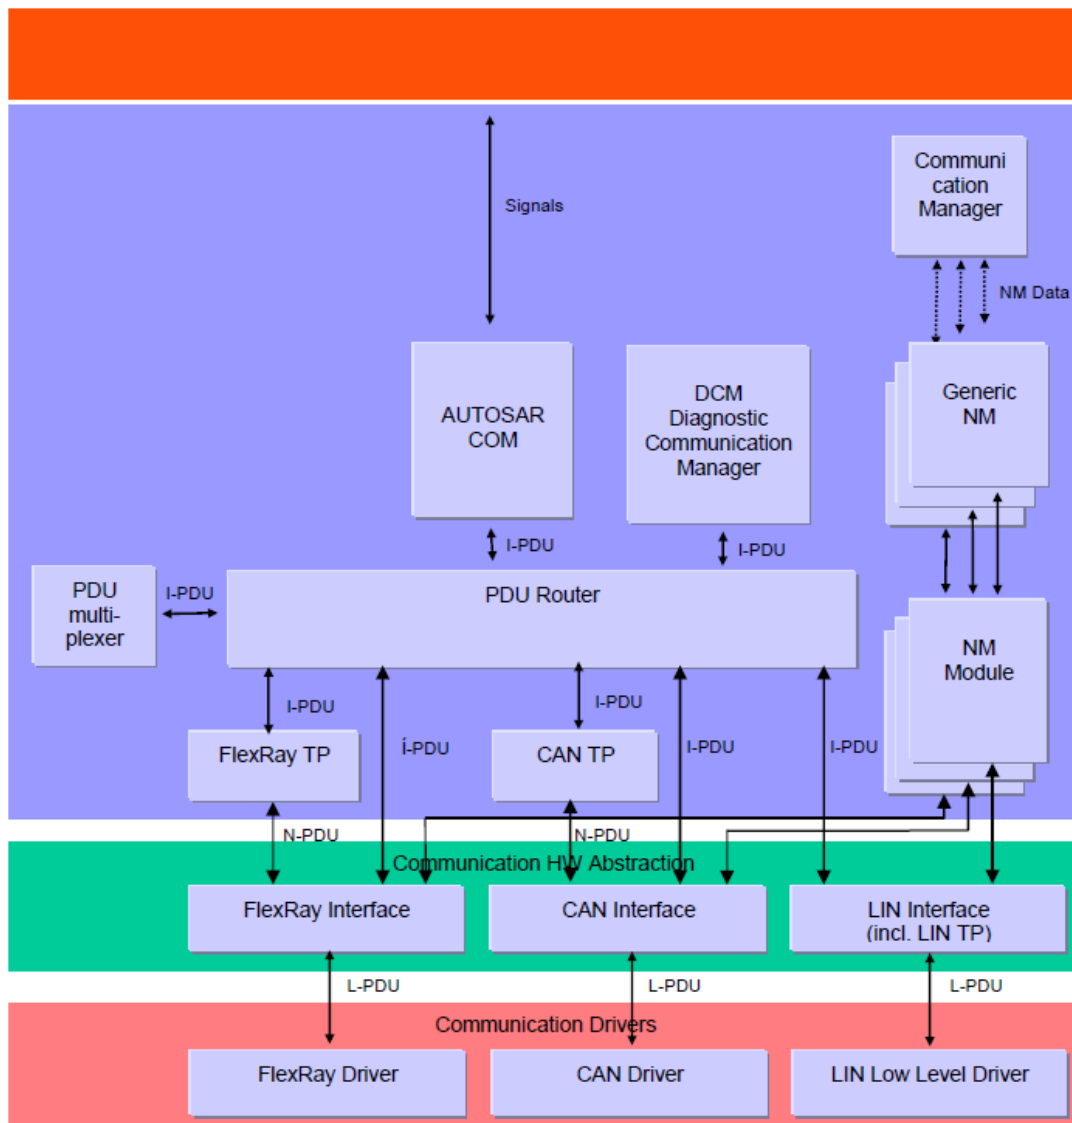 Communi
cation
Manager
Signals
NM Data
AUTOSAR
COM
DCM
Diagnostic
Communication
Manager
Generic
NM
I-PDU
I-PDU
PDU
multi-
plexer
I-PDU
PDU Router
NM
Module
I-PDU
Í-PDU
I-PDU
I-PDU
I-PDU
FlexRay TP
CAN TP
N-PDU
N-PDU
Communication HW Abstraction
FlexRay Interface
CAN Interface
LIN Interface
(incl. LIN TP)
L-PDU
L-PDU
L-PDU
Communication Drivers
FlexRay Driver
CAN Driver
LIN Low Level Driver